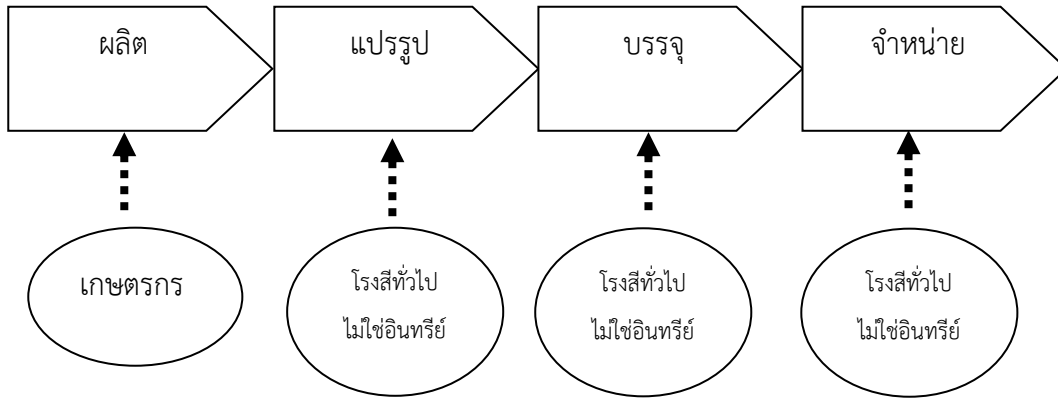 ผลิต
แปรรูป
บรรจุ
จำหน่าย
เกษตรกร
โรงสีทั่วไป
ไม่ใช่อินทรีย์
โรงสีทั่วไป
ไม่ใช่อินทรีย์
โรงสีทั่วไป
ไม่ใช่อินทรีย์